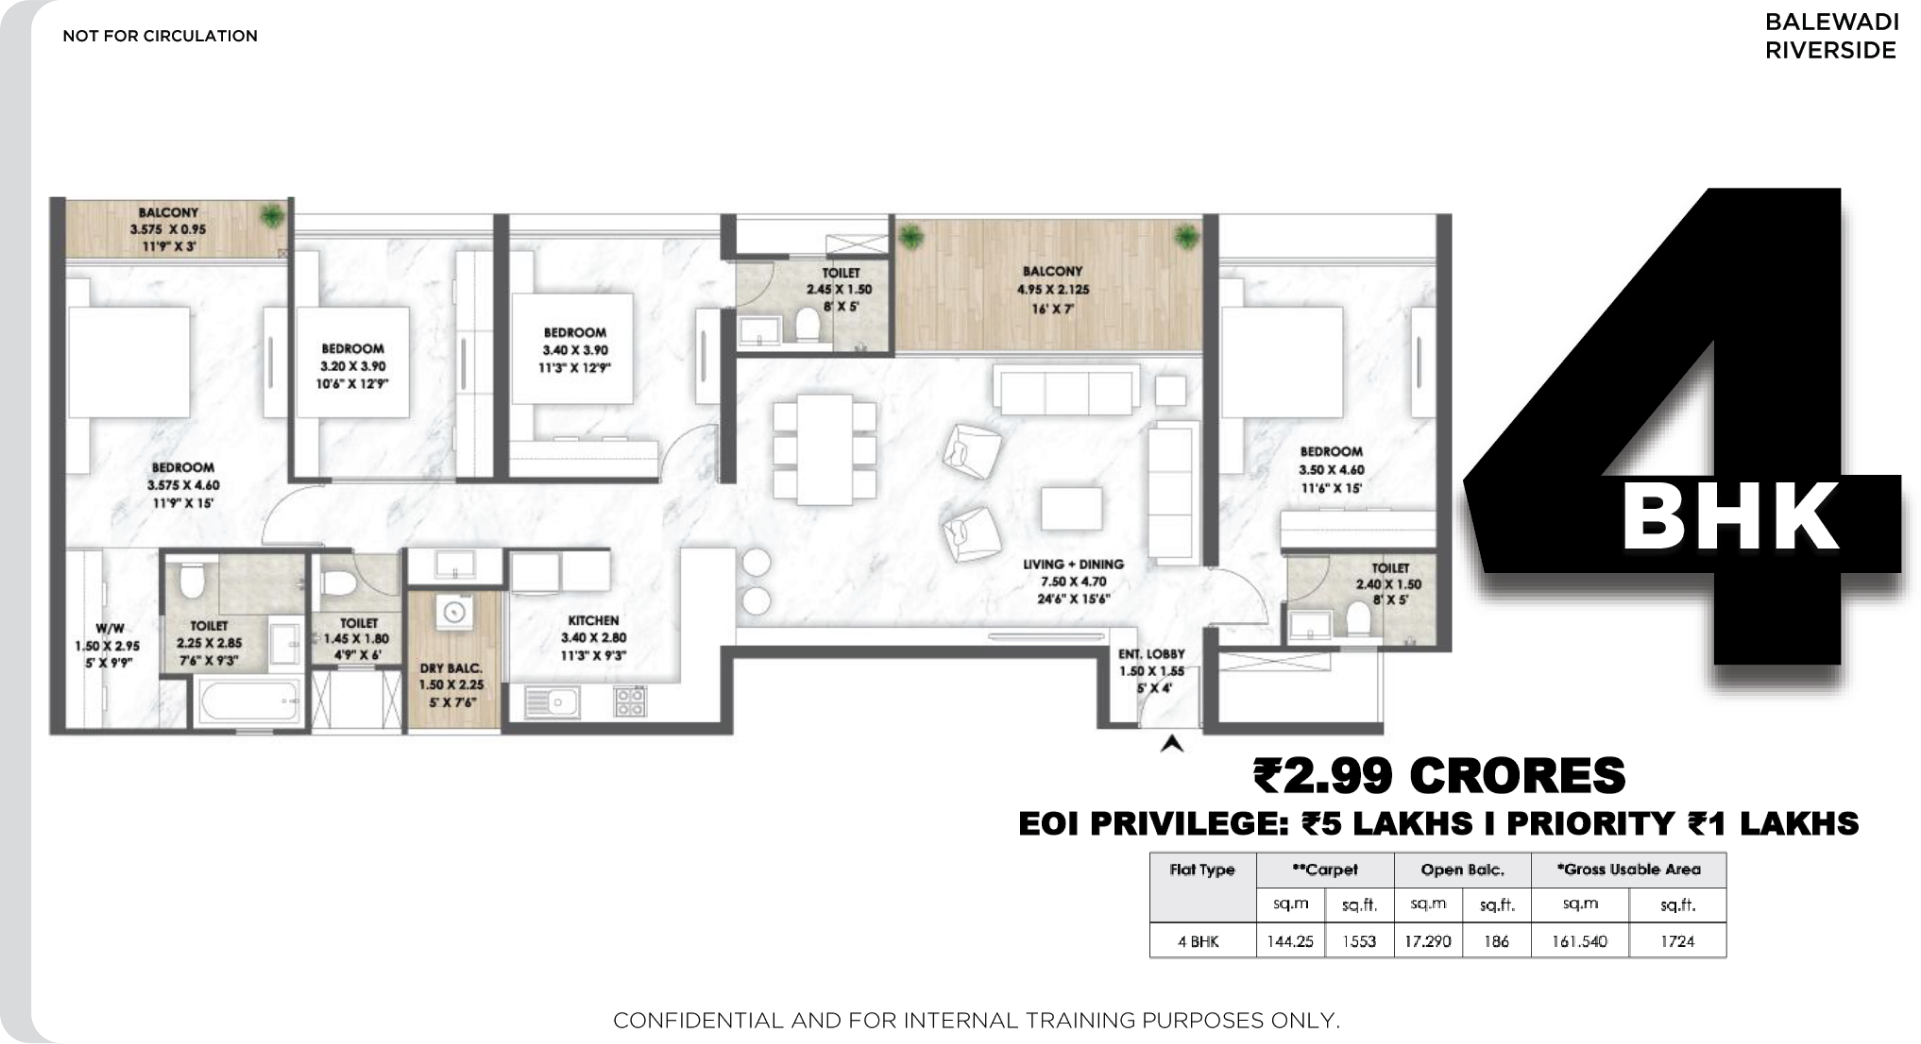 NOT FOR CIRCULATION
BALEWADI
RIVERSIDE
BALCONY
3.575 X 0.95
11'9" X 3'
BEDROOM
3.575 X 4.60
11'9" X 15'
BEDROOM
3.20 X 3.90
10'6" X 12'9"
BEDROOM
3.40 X 3.90
11'3" X 12'9"
TOILET
2.45 X 1.50
8' X 5'
BALCONY
4.95 X 2.125
16' X 7'
BEDROOM
3.50 X 4.60
11'6" X 15'
LIVING + DINING
7.50 X 4.70
24'6" X 15'6"
TOILET
2.40 X 1.50
8' X 5'
W/W
1.50 X 2.95
5' X 9'9"
TOILET
2.25 X 2.85
7'6" X 9'3"
TOILET
1.45 X 1.80
4'9" X 6'
DRY BALC.
1.50 X 2.25
5' X 7'6"
KITCHEN
3.40 X 2.80
11'3" X 9'3"
ENT. LOBBY
1.50 X 1.55
5' X 4'
4
BHK
₹2.99 CRORES
EOI PRIVILEGE: ₹5 LAKHS I PRIORITY ₹1 LAKHS
Flat Type **Carpet Open Balc. *Gross Usable Area
sq.m sq.ft. sq.m sq.ft. sq.m sq.ft.
4 BHK 144.25 1553 17.290 186 161.540 1724
CONFIDENTIAL AND FOR INTERNAL TRAINING PURPOSES ONLY.